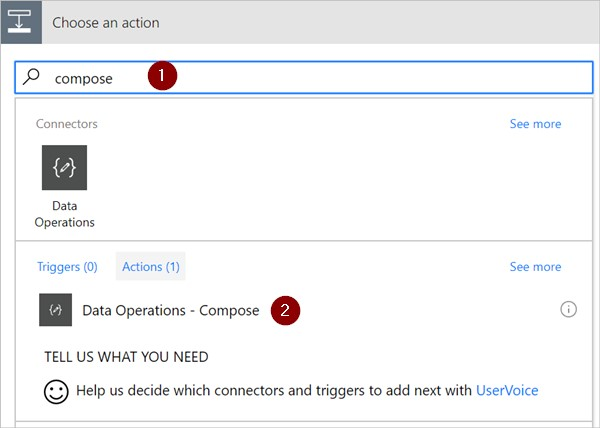 Choose an action
compose 1
Connectors See more
Data
Operations
Triggers (0) Actions (1) See more
Data Operations - Compose 2
TELL US WHAT YOU NEED
Help us decide which connectors and triggers to add next with UserVoice